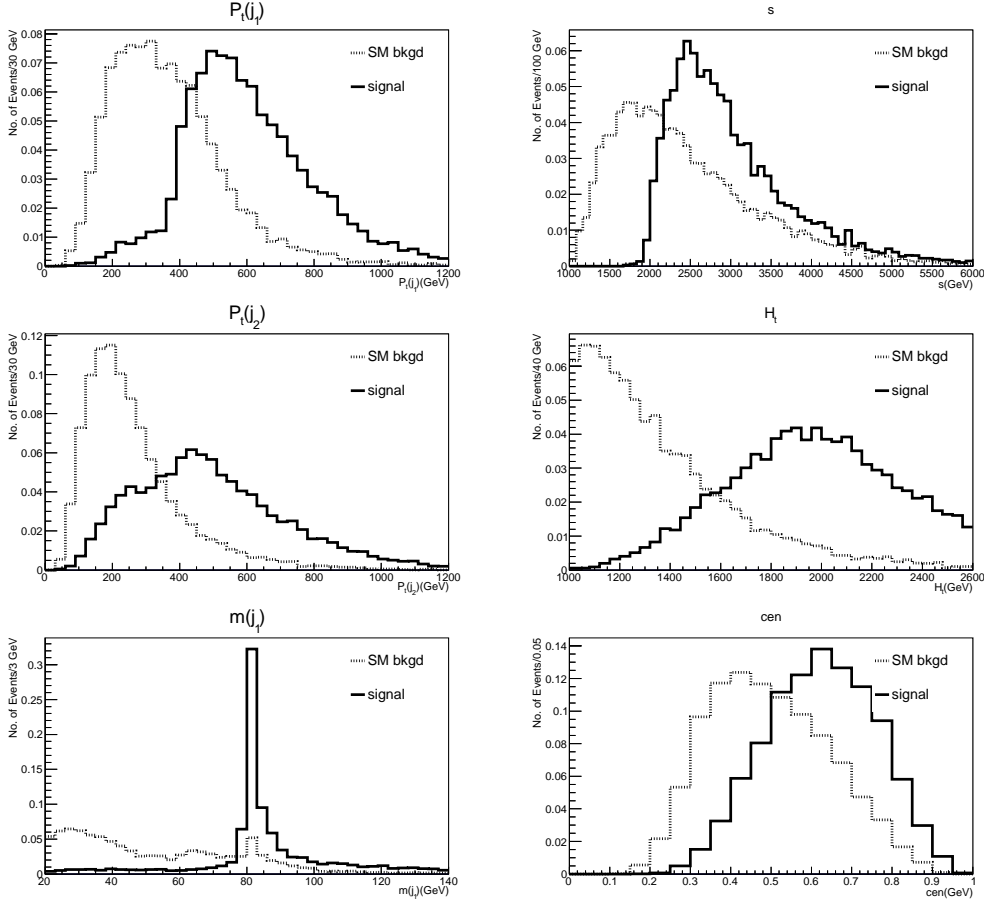 P_t(j_1)
No. of Events/30 GeV
SM bkgd
signal
0.08
0.07
0.06
0.05
0.04
0.03
0.02
0.01
0
0 200 400 600 800 1000 1200
P_t(j_1)(GeV)
s
No. of Events/100 GeV
SM bkgd
signal
0.06
0.04
0.02
0
1000 1500 2000 2500 3000 3500 4000 4500 5000 5500 6000
s(GeV)
P_t(j_2)
No. of Events/30 GeV
SM bkgd
signal
0.12
0.1
0.08
0.06
0.04
0.02
0
0 200 400 600 800 1000 1200
P_t(j_2)(GeV)
H_t
No. of Events/40 GeV
SM bkgd
signal
0.06
0.05
0.04
0.03
0.02
0.01
0
1000 1200 1400 1600 1800 2000 2200 2400 2600
H_t(GeV)
m(j_1)
No. of Events/3 GeV
SM bkgd
signal
0.3
0.25
0.2
0.15
0.1
0.05
0
20 40 60 80 100 120 140
m(j_1)(GeV)
cen
No. of Events/0.05
SM bkgd
signal
0.14
0.12
0.1
0.08
0.06
0.04
0.02
0
0 0.1 0.2 0.3 0.4 0.5 0.6 0.7 0.8 0.9 1
cen(GeV)